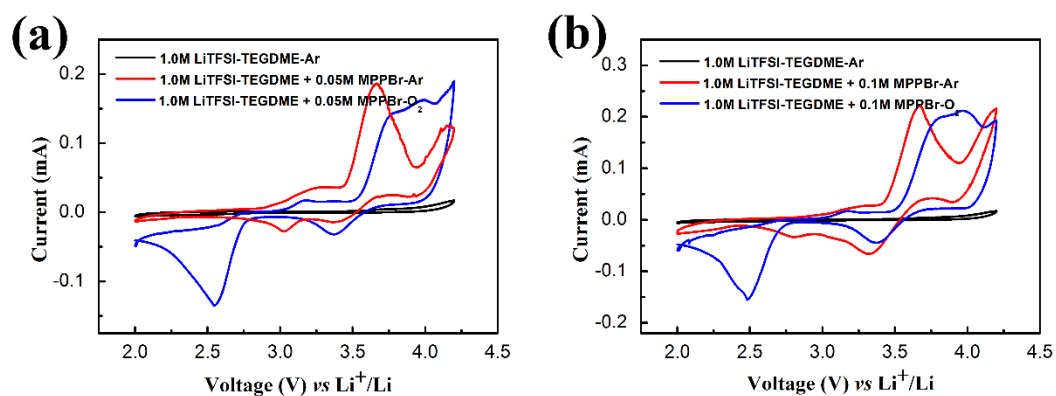 (a)
1.0M LiTFSI-TEGDME-Ar
1.0M LiTFSI-TEGDME + 0.05M MPPBr-Ar
1.0M LiTFSI-TEGDME + 0.05M MPPBr-O2
0.2
0.1
0.0
-0.1
Current (mA)
2.0 2.5 3.0 3.5 4.0 4.5
Voltage (V) vs Li+/Li
(b)
1.0M LiTFSI-TEGDME-Ar
1.0M LiTFSI-TEGDME + 0.1M MPPBr-Ar
1.0M LiTFSI-TEGDME + 0.1M MPPBr-O2
0.3
0.2
0.1
0.0
-0.1
-0.2
Current (mA)
2.0 2.5 3.0 3.5 4.0 4.5
Voltage (V) vs Li+/Li